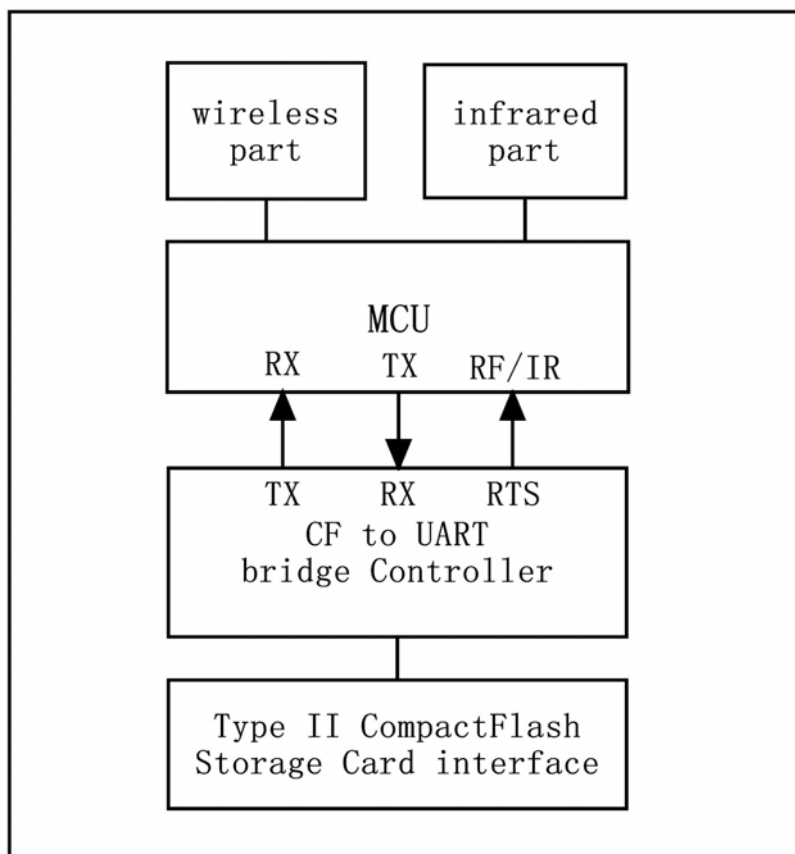 wireless
part
infrared
part
MCU
RX TX RF/IR
TX RX RTS
CF to UART
bridge Controller
Type II CompactFlash
Storage Card interface